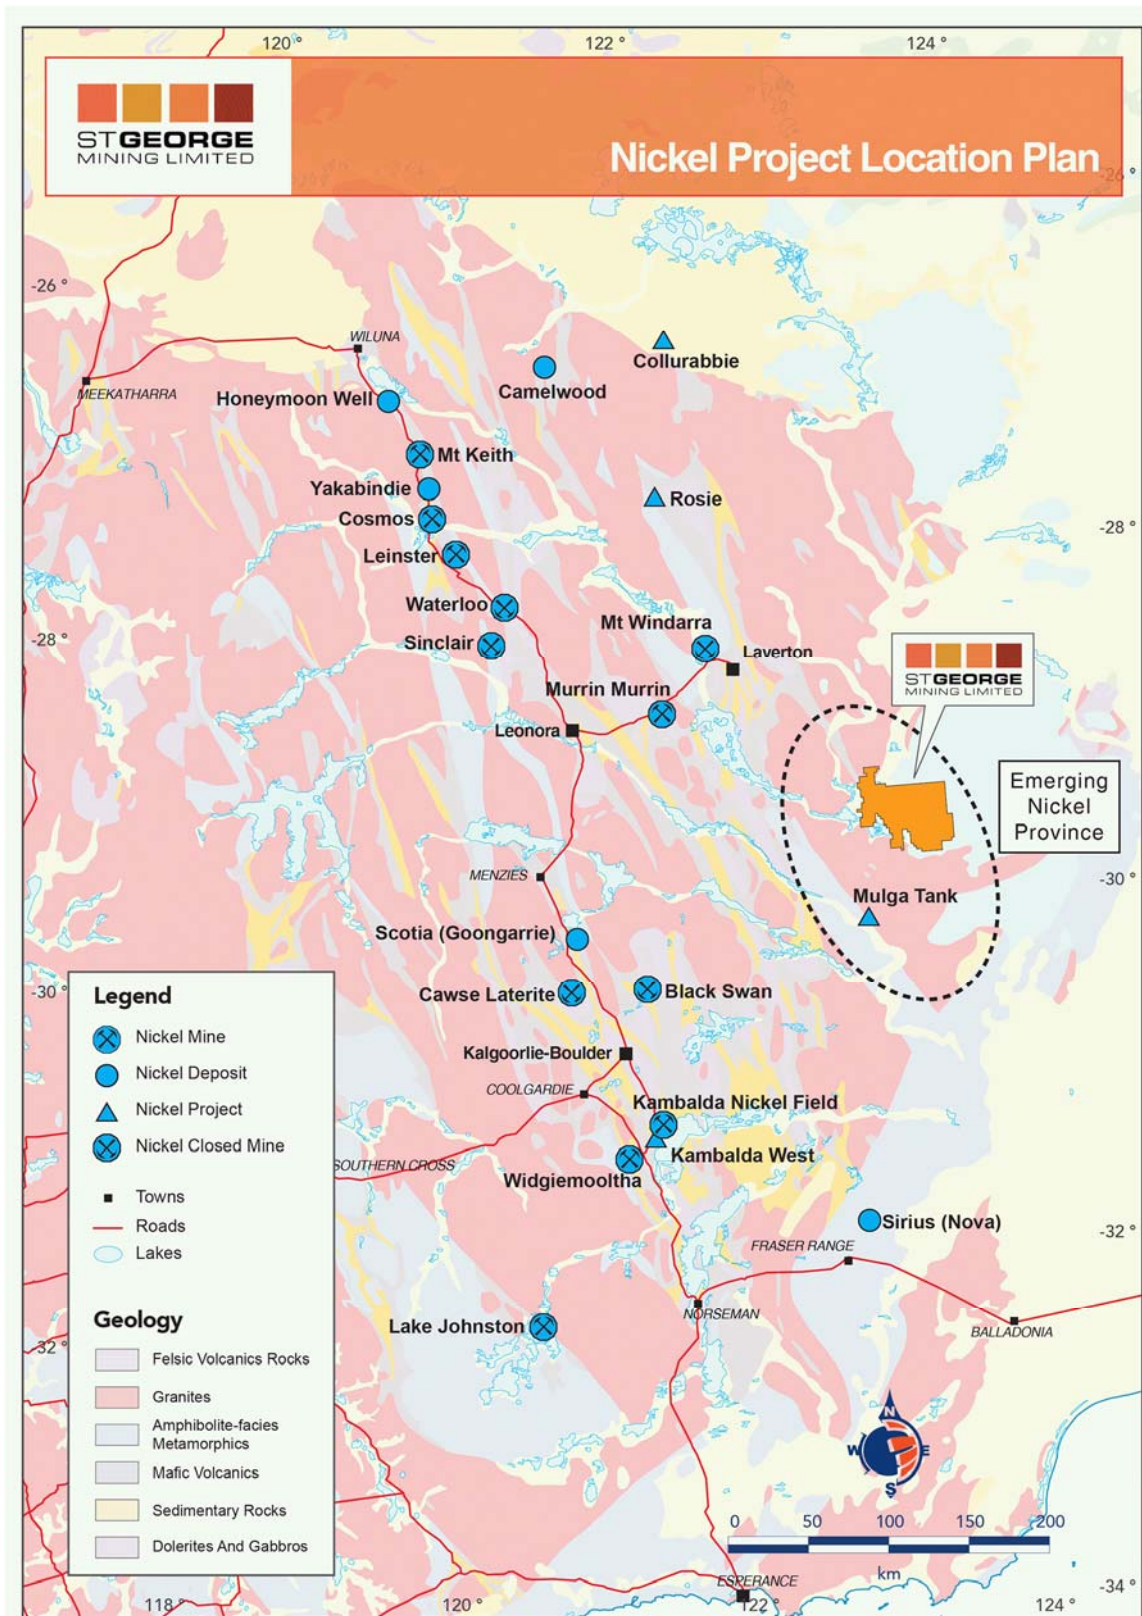 120 °
122 °
124 °
STGEORGE
MINING LIMITED
Nickel Project Location Plan
-26 °
-26 °
WILUNA
MEEKATHARRA
Collurabbie
Camelwood
Honeymoon Well
Mt Keith
Yakabindie
Rosie
-28 °
Cosmos
Leinster
Waterloo
Mt Windarra
-28 °
Sinclair
Laverton
STGEORGE
MINING LIMITED
Murrin Murrin
Leonora
Emerging
Nickel
Province
MENZIES
-30 °
Mulga Tank
Scotia (Goongarrie)
-30 °
Cawse Laterite
Black Swan
Kalgoorlie-Boulder
COOLGARDIE
Kambalda Nickel Field
Kambalda West
SOUTHERN CROSS
Widgiemooltha
Sirius (Nova)
-32 °
FRASER RANGE
NORSEMAN
BALLADONIA
Lake Johnston
-32 °
Legend
Nickel Mine
Nickel Deposit
Nickel Project
Nickel Closed Mine
Towns
Roads
Lakes
Geology
Felsic Volcanics Rocks
Granites
Amphibolite-facies
Metamorphics
Mafic Volcanics
Sedimentary Rocks
Dolerites And Gabbros
N
W
E
S
0 50 100 150 200
km
ESPERANCE
-34 °
118 °
120 °
122 °
124 °